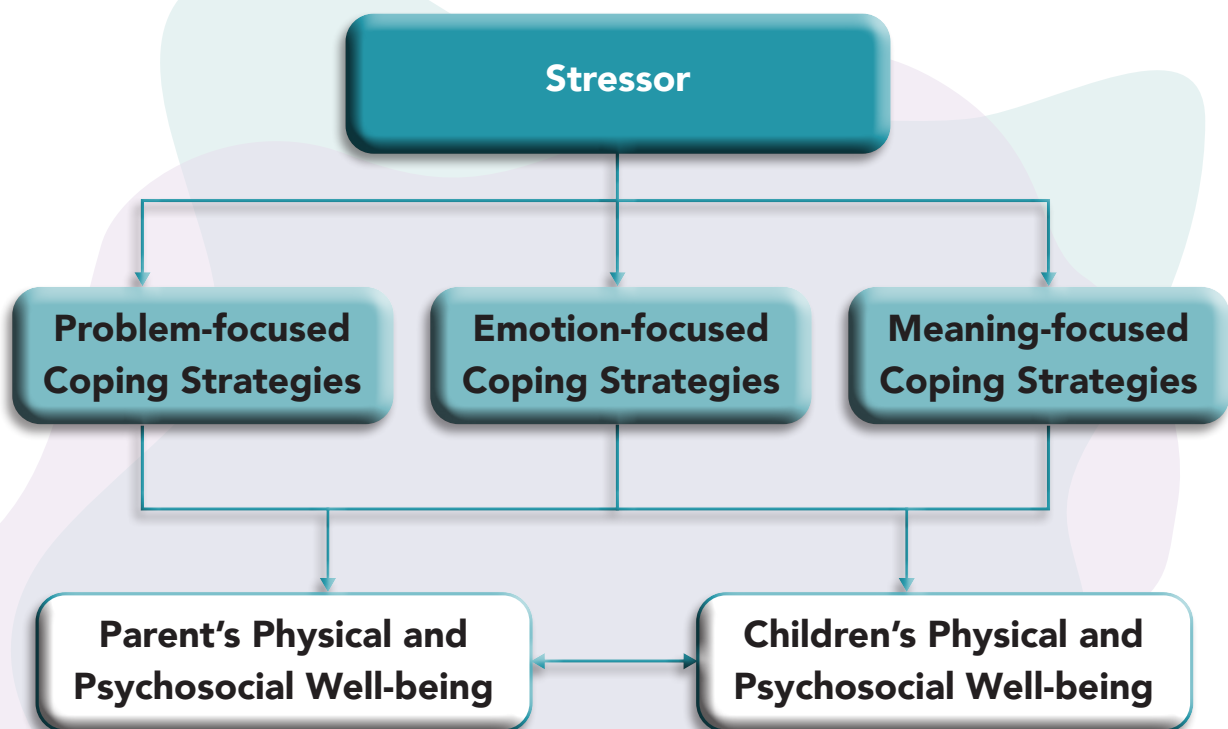 Stressor
Problem-focused
Coping Strategies
Emotion-focused
Coping Strategies
Meaning-focused
Coping Strategies
Parent's Physical and
Psychosocial Well-being
Children's Physical and
Psychosocial Well-being